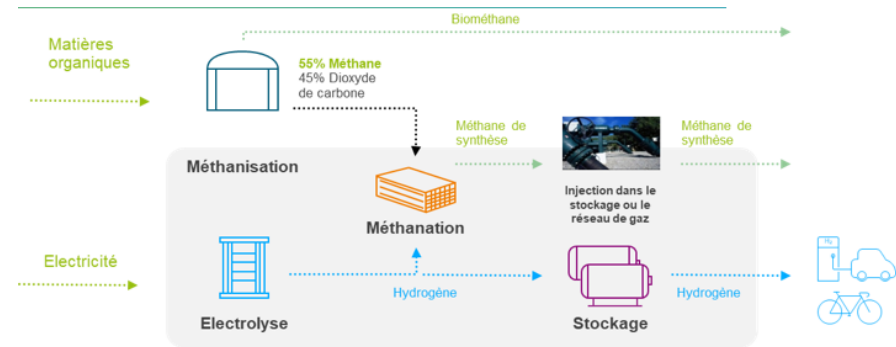 Biométhane
Matières
organiques
55% Méthane
45% Dioxyde
de carbone
Méthane de
synthèse
Méthane de
synthèse
Méthanisation
Injection dans le
stockage ou le
réseau de gaz
Méthanation
H₂
Electricité
Hydrogène
Hydrogène
Electrolyse
Stockage